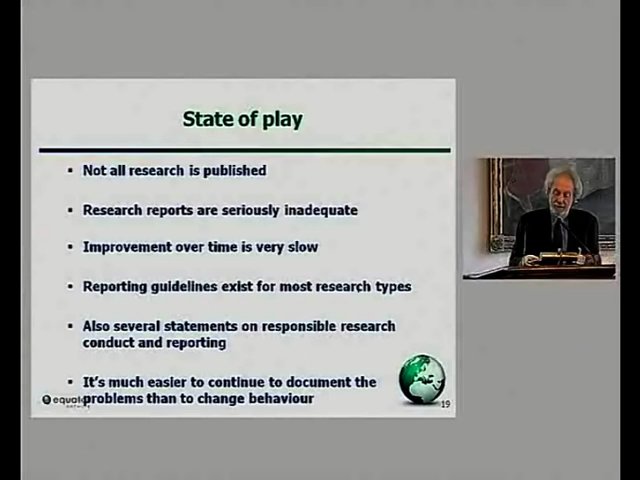 State of play
Not all research is published
Research reports are seriously inadequate
Improvement over time is very slow
Reporting guidelines exist for most research types
Also several statements on responsible research
conduct and reporting
It's much easier to continue to document the
problems than to change behaviour
19